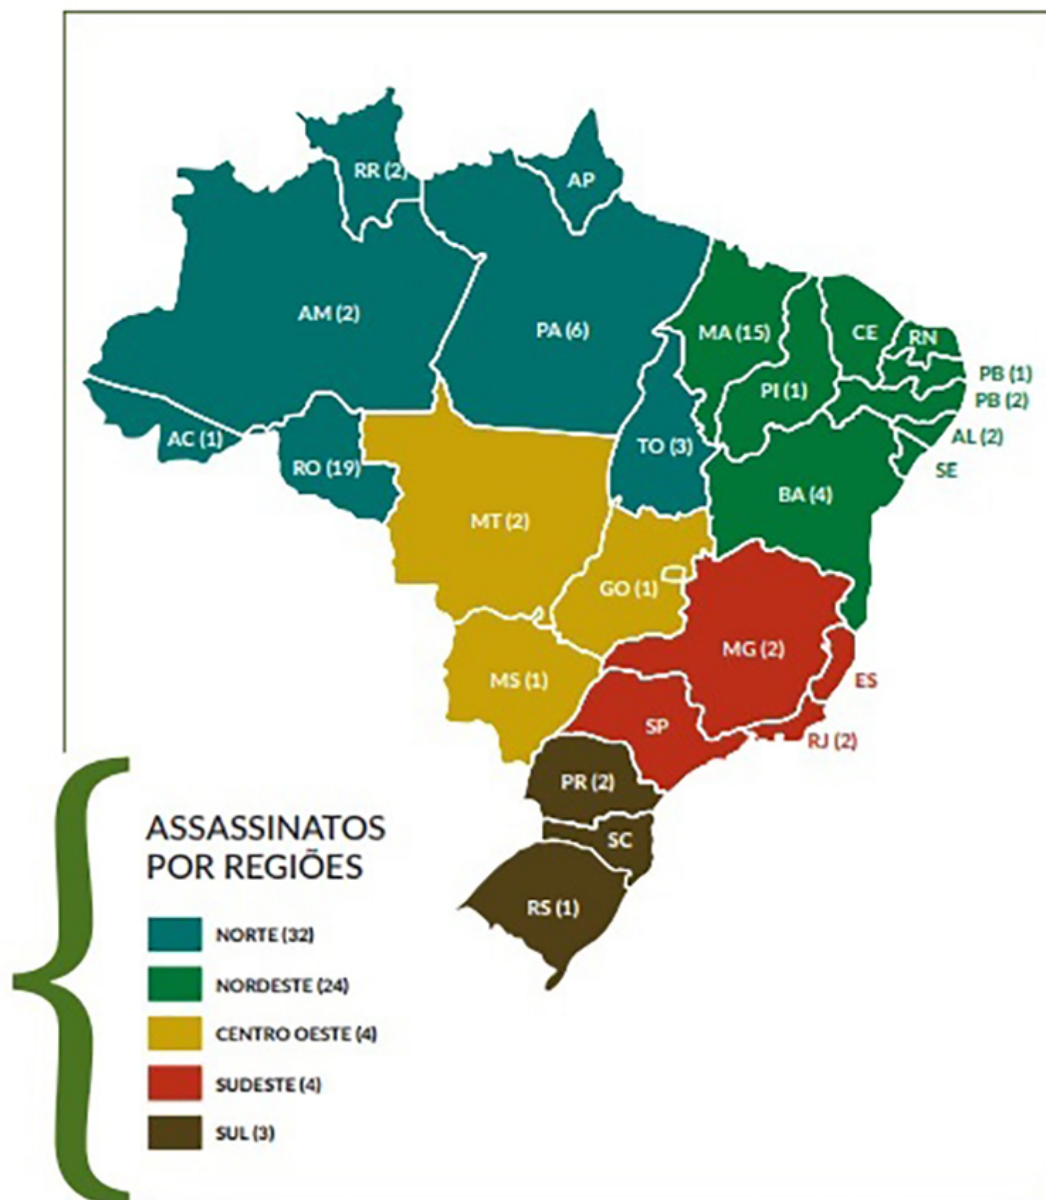 RR (2)
AP
AM (2)
PA (6)
MA (15)
CE
RN
PB (1)
PI (1)
PB (2)
AC (1)
RO (19)
TO (3)
AL (2)
SE
BA (4)
MT (2)
GO (1)
MG (2)
MS (1)
ES
SP
RJ (2)
PR (2)
SC
RS (1)
ASSASSINATOS
POR REGIÕES
NORTE (32)
NORDESTE (24)
CENTRO OESTE (4)
SUDESTE (4)
SUL (3)